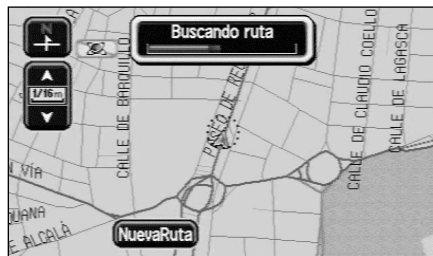 N
Buscando ruta
1/16m
CALLE DE BARQUILLO
PASEO DE REC
CALLE DE CLAUDIO COELLO
CALLE DE LAGASCA
N VÍA
DUANA
E ALCALÁ
NuevaRuta